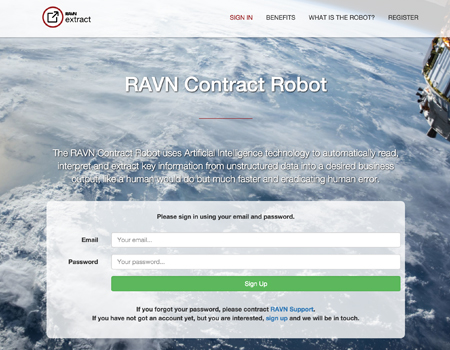 RAVN
extract
SIGN IN BENEFITS WHAT IS THE ROBOT? REGISTER
RAVN Contract Robot
The RAVN Contract Robot uses Artificial Intelligence technology to automatically read,
interpret and extract key information from unstructured data into a desired business
output, like a human would do but much faster and eradicating human error.
Please sign in using your email and password.
Email Your email...
Password Your password...
Sign Up
If you forgot your password, please contact RAVN Support.
If you have not got an account yet, but you are interested, sign up and we will be in touch.